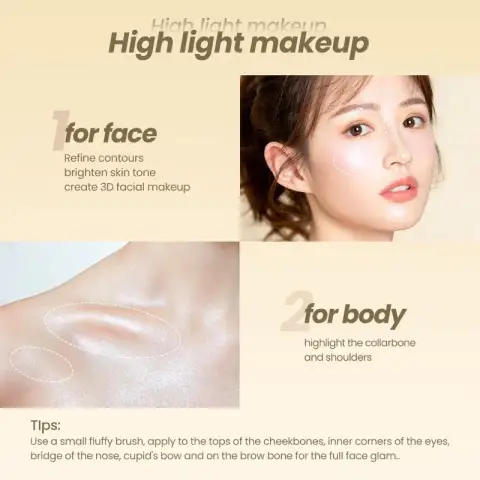 High light makeup
High light makeup
1 for face
Refine contours
brighten skin tone
create 3D facial makeup
2 for body
highlight the collarbone
and shoulders
TIps:
Use a small fluffy brush, apply to the tops of the cheekbones, inner corners of the eyes,
bridge of the nose, cupid's bow and on the brow bone for the full face glam..